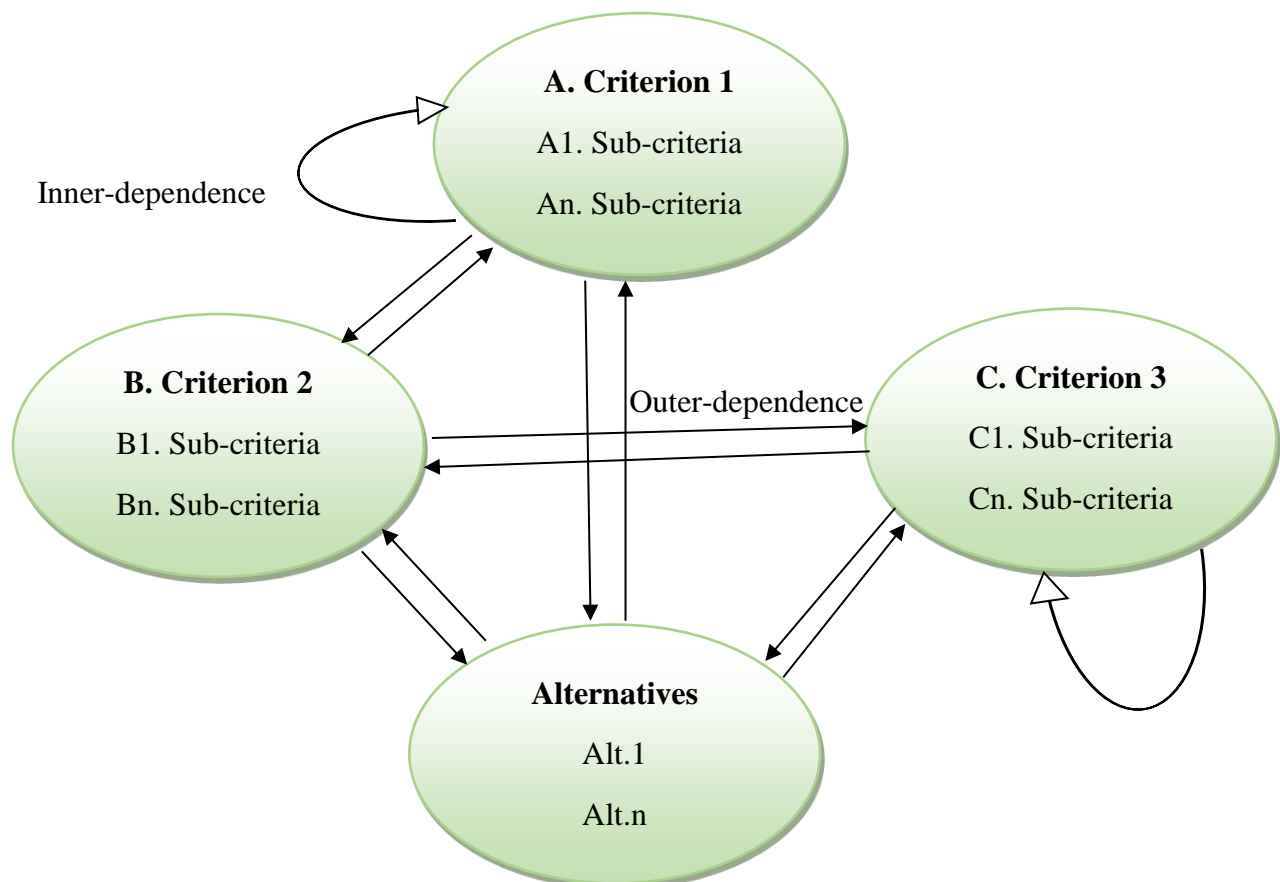 A. Criterion 1
A1. Sub-criteria
An. Sub-criteria
Inner-dependence
B. Criterion 2
B1. Sub-criteria
Bn. Sub-criteria
Outer-dependence
C. Criterion 3
C1. Sub-criteria
Cn. Sub-criteria
Alternatives
Alt.1
Alt.n